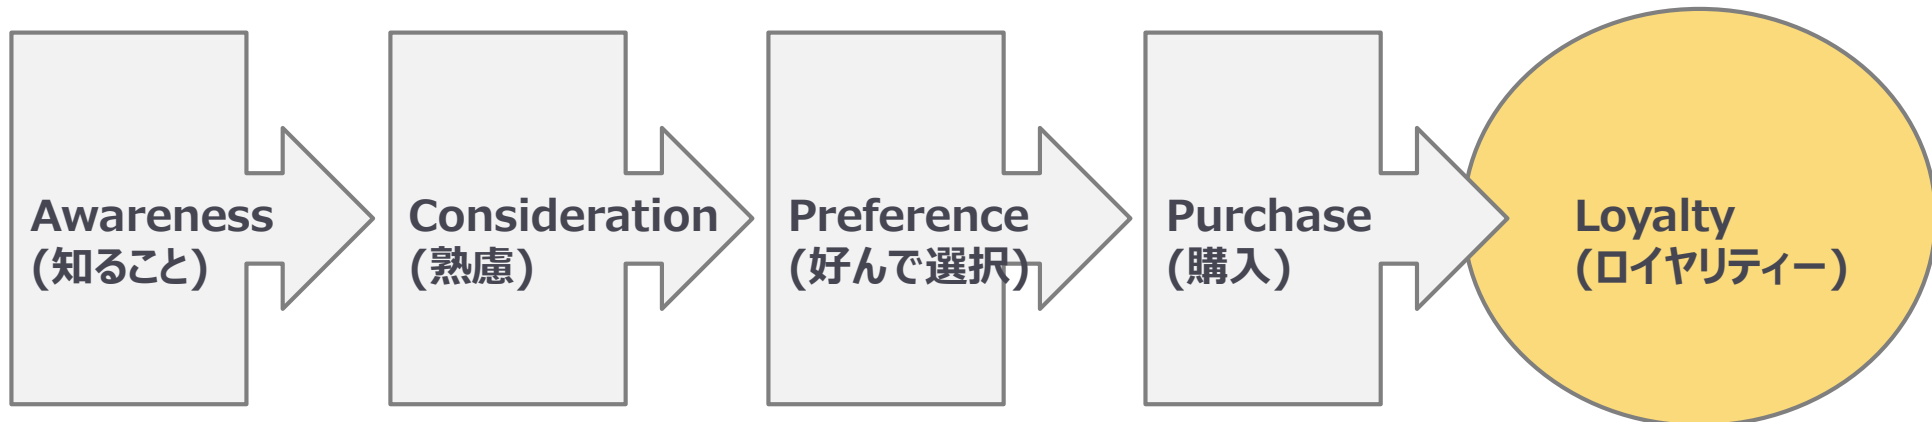 Awareness
(知ること)
Consideration
(熟慮)
Preference
(好んで選択)
Purchase
(購入)
Loyalty
(ロイヤリティー)